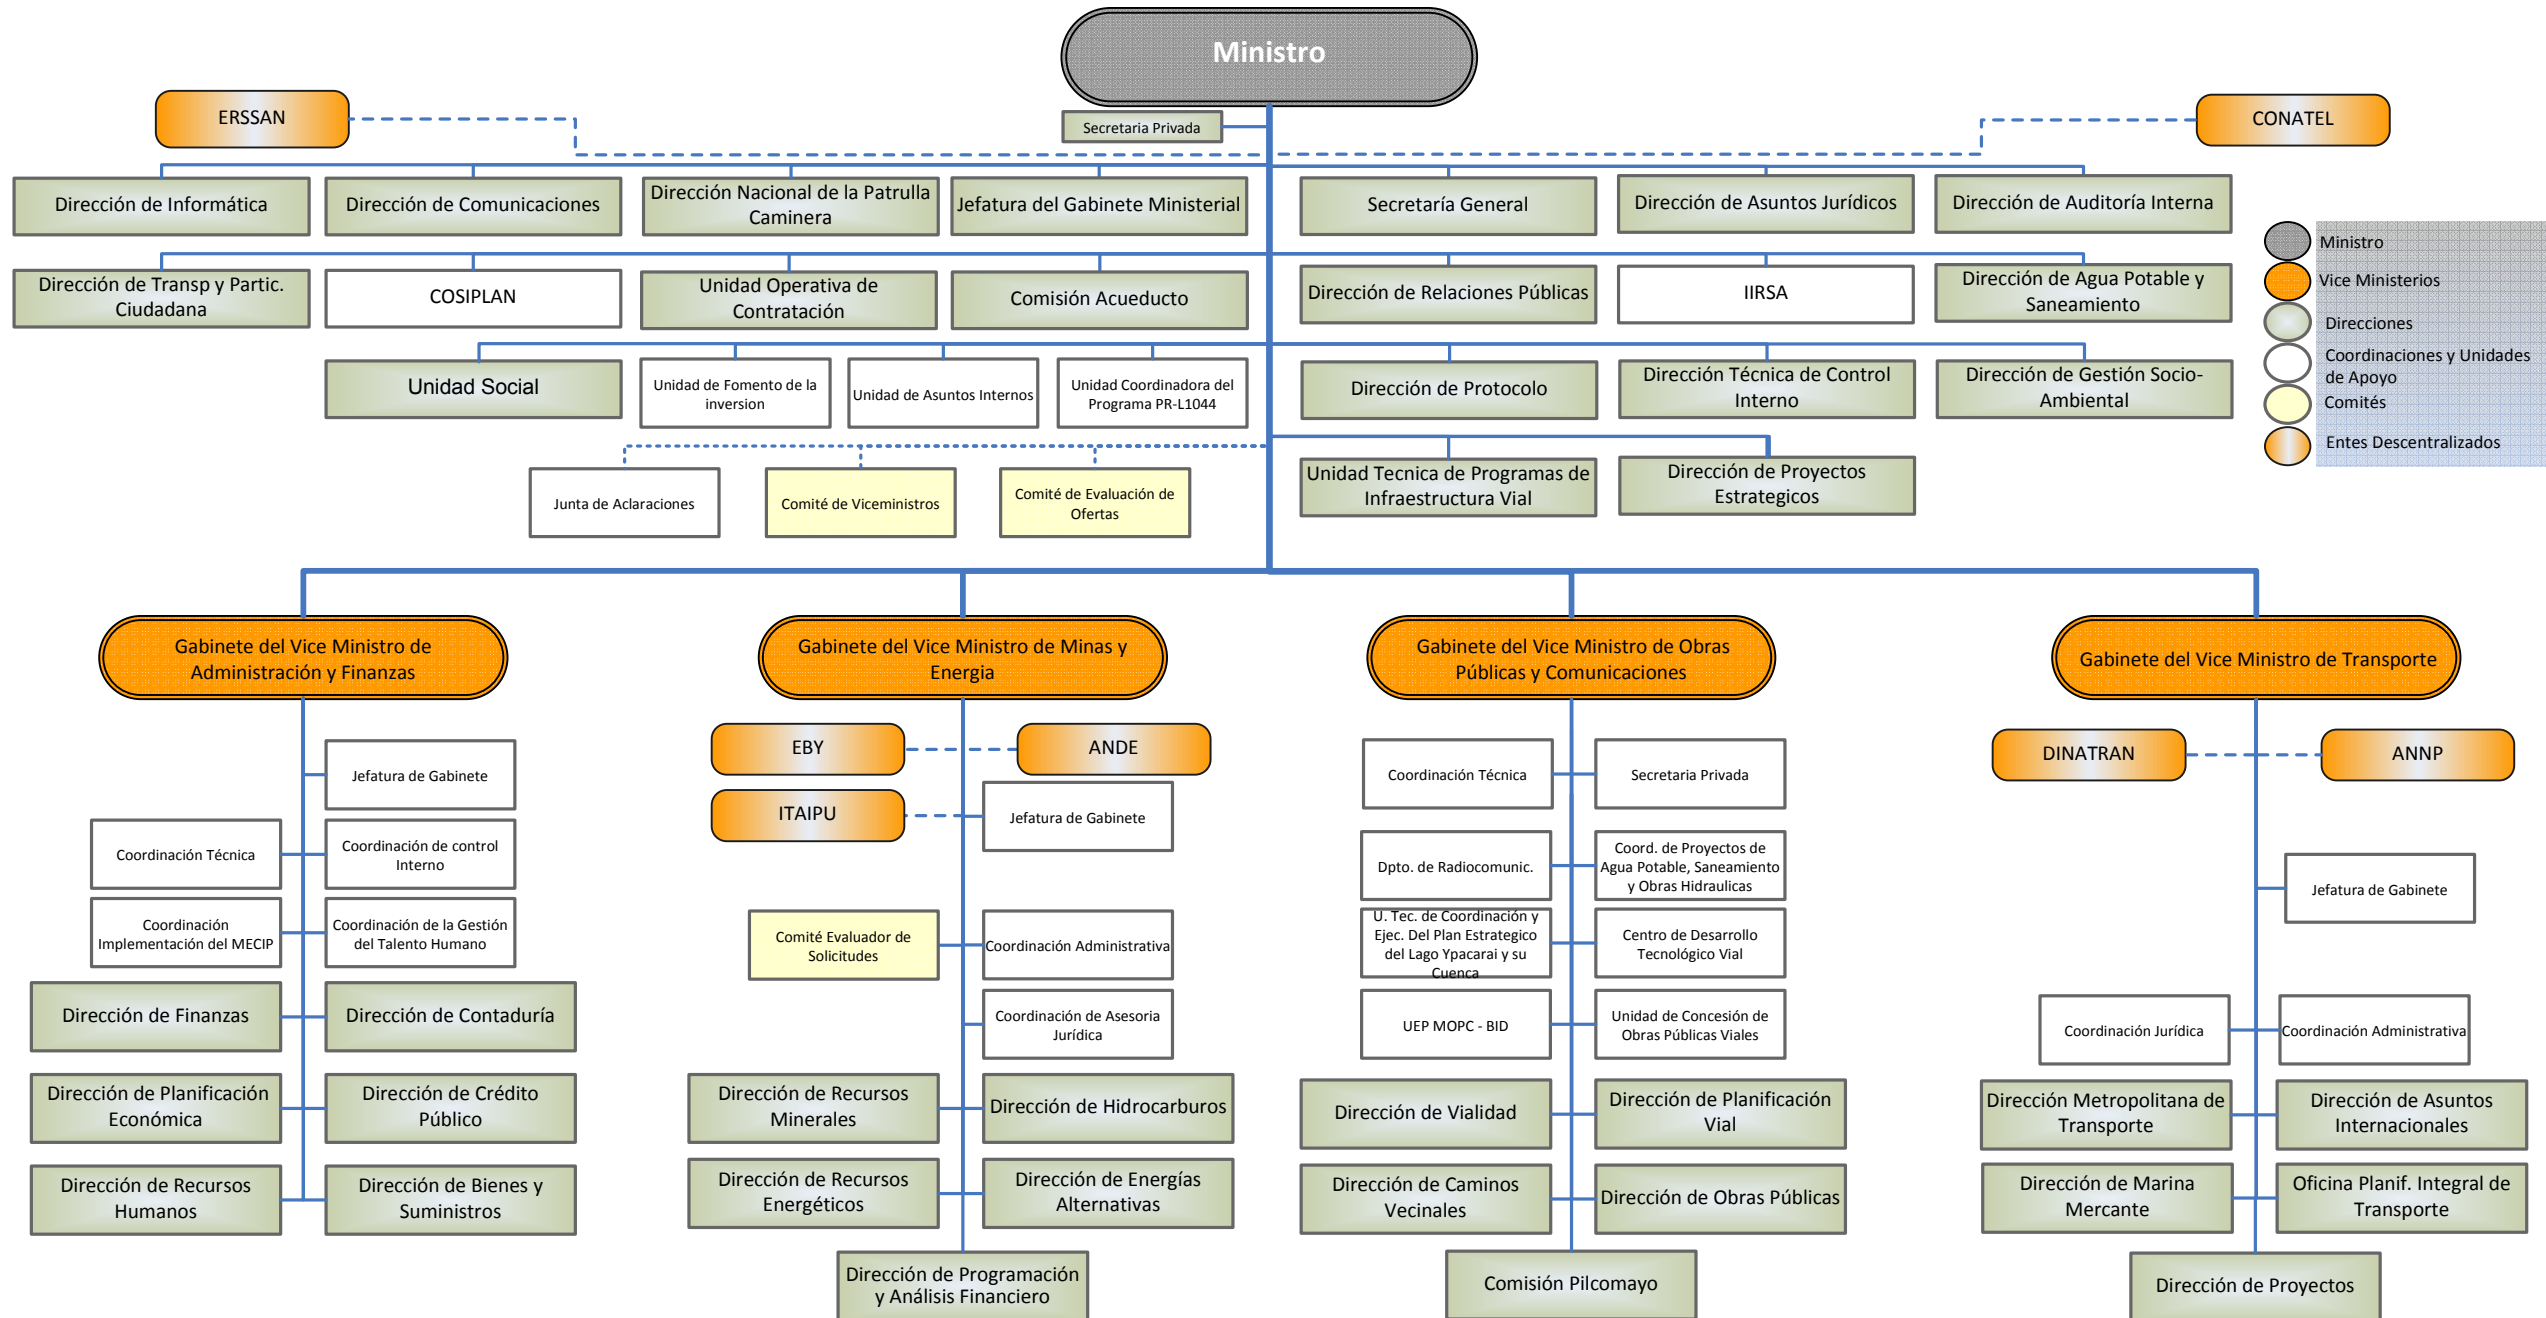 Ministro
ERSSAN
Secretaria Privada
CONATEL
Dirección de Informática
Dirección de Comunicaciones
Dirección Nacional de la Patrulla
Caminera
Jefatura del Gabinete Ministerial
Secretaría General
Dirección de Asuntos Jurídicos
Dirección de Auditoría Interna
Dirección de Transp y Partic.
Ciudadana
COSIPLAN
Unidad Operativa de
Contratación
Comisión Acueducto
Dirección de Relaciones Públicas
IIRSA
Dirección de Agua Potable y
Saneamiento
Unidad Social
Unidad de Fomento de la
inversion
Unidad de Asuntos Internos
Unidad Coordinadora del
Programa PR-L1044
Dirección de Protocolo
Dirección Técnica de Control
Interno
Dirección de Gestión Socio-
Ambiental
Ministro
Vice Ministerios
Direcciones
Coordinaciones y Unidades
de Apoyo
Comités
Entes Descentralizados
Junta de Aclaraciones
Comité de Viceministros
Comité de Evaluación de
Ofertas
Unidad Tecnica de Programas de
Infraestructura Vial
Dirección de Proyectos
Estrategicos
Gabinete del Vice Ministro de
Administración y Finanzas
Gabinete del Vice Ministro de Minas y
Energia
Gabinete del Vice Ministro de Obras
Públicas y Comunicaciones
Gabinete del Vice Ministro de Transporte
Jefatura de Gabinete
Coordinación Técnica
Coordinación de control
Interno
Coordinación
Implementación del MECIP
Coordinación de la Gestión
del Talento Humano
Dirección de Finanzas
Dirección de Contaduría
Dirección de Planificación
Económica
Dirección de Crédito
Público
Dirección de Recursos
Humanos
Dirección de Bienes y
Suministros
EBY
ANDE
ITAIPU
Jefatura de Gabinete
Comité Evaluador de
Solicitudes
Coordinación Administrativa
Coordinación de Asesoria
Jurídica
Dirección de Recursos
Minerales
Dirección de Hidrocarburos
Dirección de Recursos
Energéticos
Dirección de Energías
Alternativas
Dirección de Programación
y Análisis Financiero
Coordinación Técnica
Secretaria Privada
Dpto. de Radiocomunic.
Coord. de Proyectos de
Agua Potable, Saneamiento
y Obras Hidraulicas
U. Tec. de Coordinación y
Ejec. Del Plan Estrategico
del Lago Ypacarai y su
Cuenca
Centro de Desarrollo
Tecnológico Vial
UEP MOPC - BID
Unidad de Concesión de
Obras Públicas Viales
Dirección de Vialidad
Dirección de Planificación
Vial
Dirección de Caminos
Vecinales
Dirección de Obras Públicas
Comisión Pilcomayo
DINATRAN
ANNP
Jefatura de Gabinete
Coordinación Jurídica
Coordinación Administrativa
Dirección Metropolitana de
Transporte
Dirección de Asuntos
Internacionales
Dirección de Marina
Mercante
Oficina Planif. Integral de
Transporte
Dirección de Proyectos